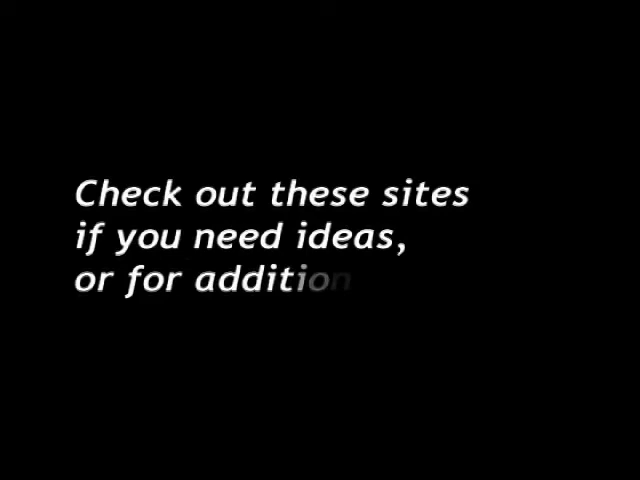 Check out these sites
if you need ideas,
or for addition